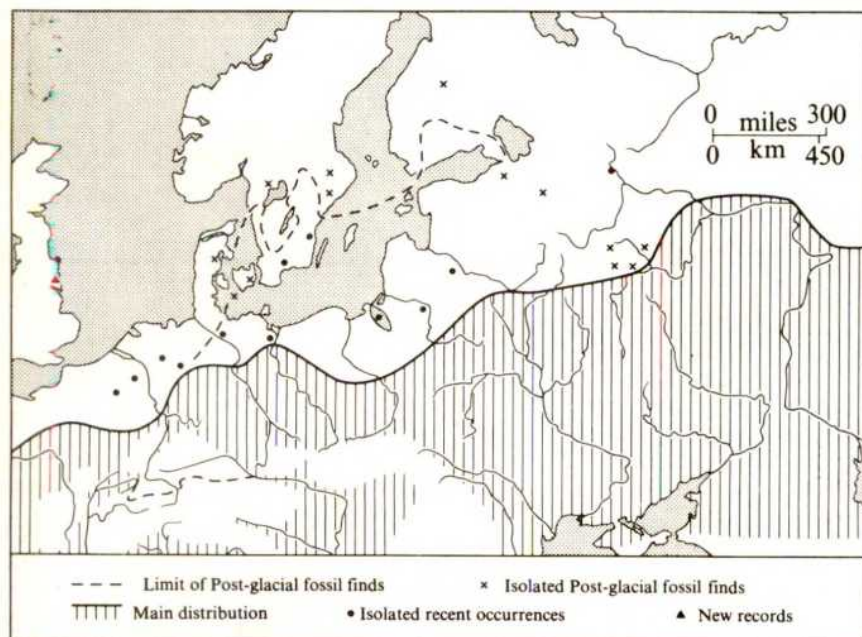 0 miles 300
0 km 450
Limit of Post-glacial fossil finds
Isolated Post-glacial fossil finds
Main distribution
Isolated recent occurrences
New records